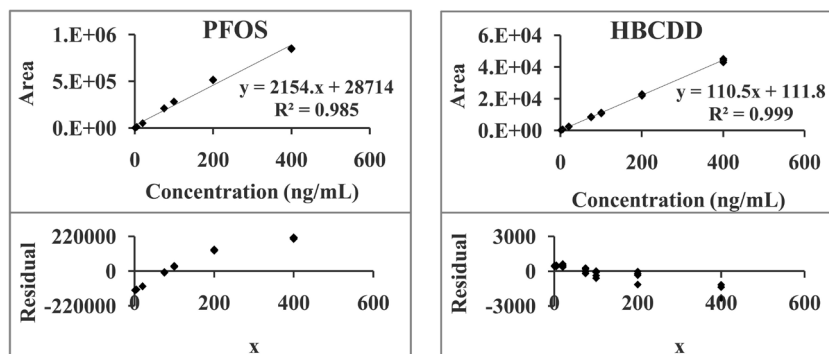 PFOS
1.E+06
5.E+05
0.E+00
Area
y = 2154.x + 28714
R² = 0.985
0 200 400 600
Concentration (ng/mL)
220000
0
-220000
Residual
200 400 600
x
HBCDD
6.E+04
4.E+04
2.E+04
0.E+00
Area
y = 110.5x + 111.8
R² = 0.999
0 200 400 600
Concentration (ng/mL)
3000
0
-3000
Residual
0 200 400 600
x